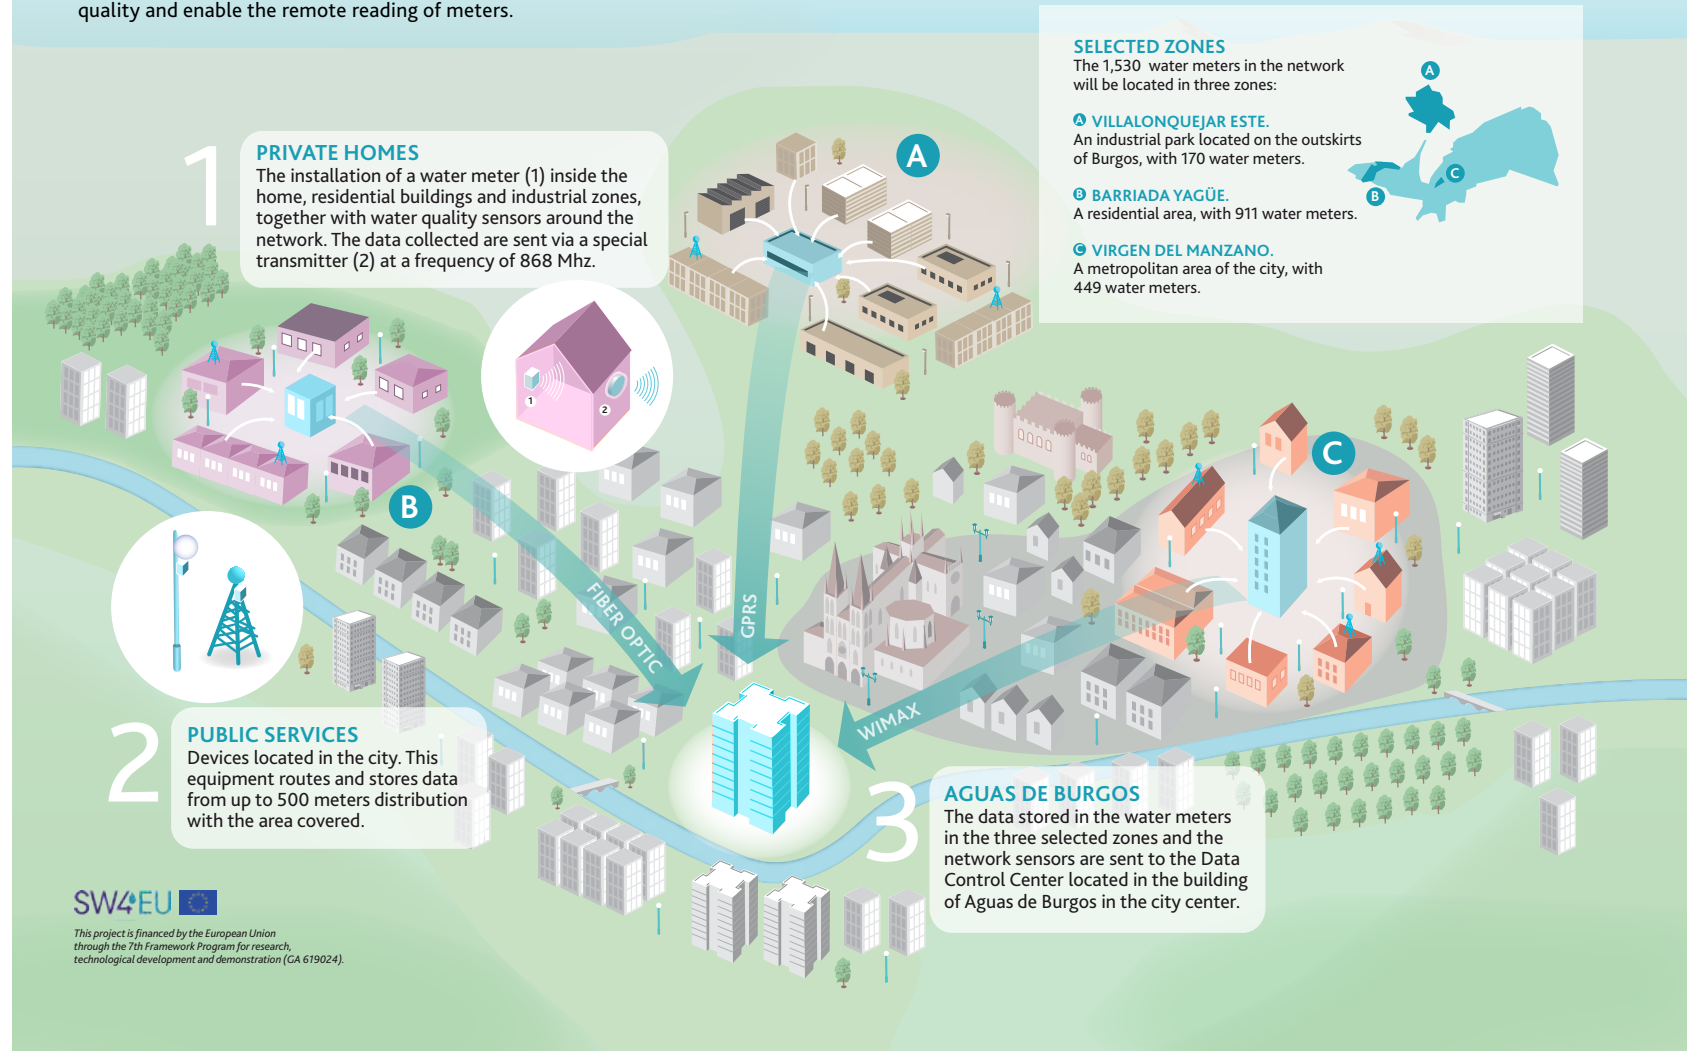 quality and enable the remote reading of meters.
SELECTED ZONES
The 1,530 water meters in the network
will be located in three zones:
A VILLALONQUEJAR ESTE.
An industrial park located on the outskirts
of Burgos, with 170 water meters.
B BARRIADA YAGÜE.
A residential area, with 911 water meters.
C VIRGEN DEL MANZANO.
A metropolitan area of the city, with
449 water meters.
A
B
C
1
PRIVATE HOMES
The installation of a water meter (1) inside the
home, residential buildings and industrial zones,
together with water quality sensors around the
network. The data collected are sent via a special
transmitter (2) at a frequency of 868 Mhz.
A
1
2
B
C
FIBER OPTIC
GPRS
WIMAX
2
PUBLIC SERVICES
Devices located in the city. This
equipment routes and stores data
from up to 500 meters distribution
with the area covered.
3
AGUAS DE BURGOS
The data stored in the water meters
in the three selected zones and the
network sensors are sent to the Data
Control Center located in the building
of Aguas de Burgos in the city center.
SW4EU
This project is financed by the European Union
through the 7th Framework Program for research,
technological development and demonstration (GA 619024).